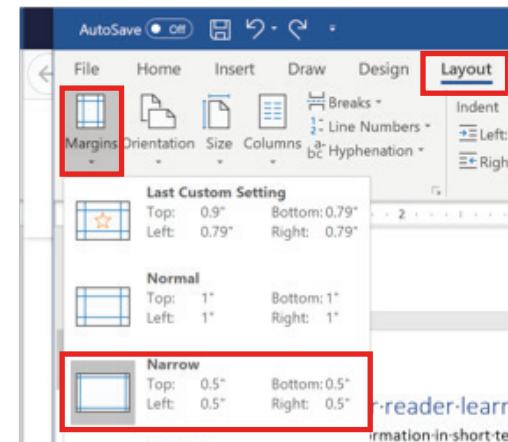 AutoSave Off
File Home Insert Draw Design Layout
Margins Orientation Size Columns Breaks Indent
Line Numbers Left:
Hyphenation Righ
Last Custom Setting
Top: 0.9" Bottom: 0.79"
Left: 0.79" Right: 0.79"
2
Normal
Top: 1" Bottom: 1"
Left: 1" Right: 1"
Narrow
Top: 0.5" Bottom: 0.5"
Left: 0.5" Right: 0.5"
r·reader·learn
rmation·in·short·te